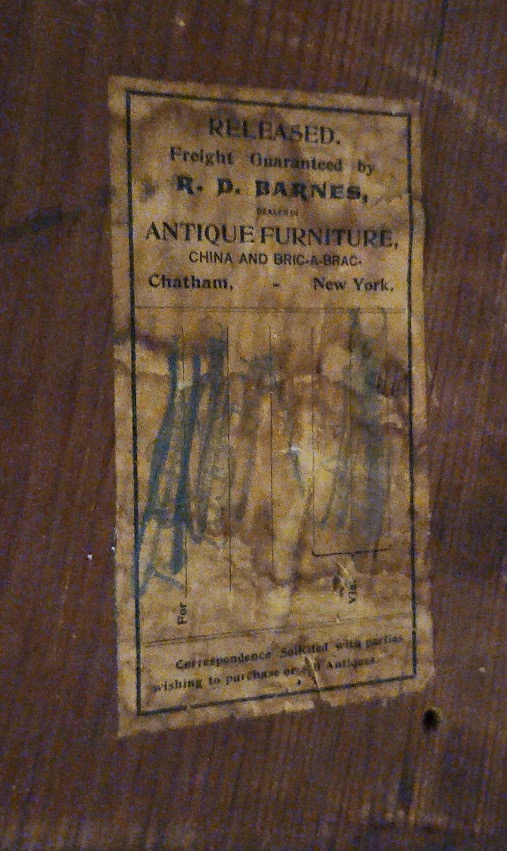 RELEASED.
Freight Guaranteed by
R. D. BARNES,
DEALER IN
ANTIQUE FURNITURE,
CHINA AND BRIC-A-BRAC.
Chatham, - New York.
For
Via.
Correspondence Solicited with parties
wishing to purchase or sell Antiques.